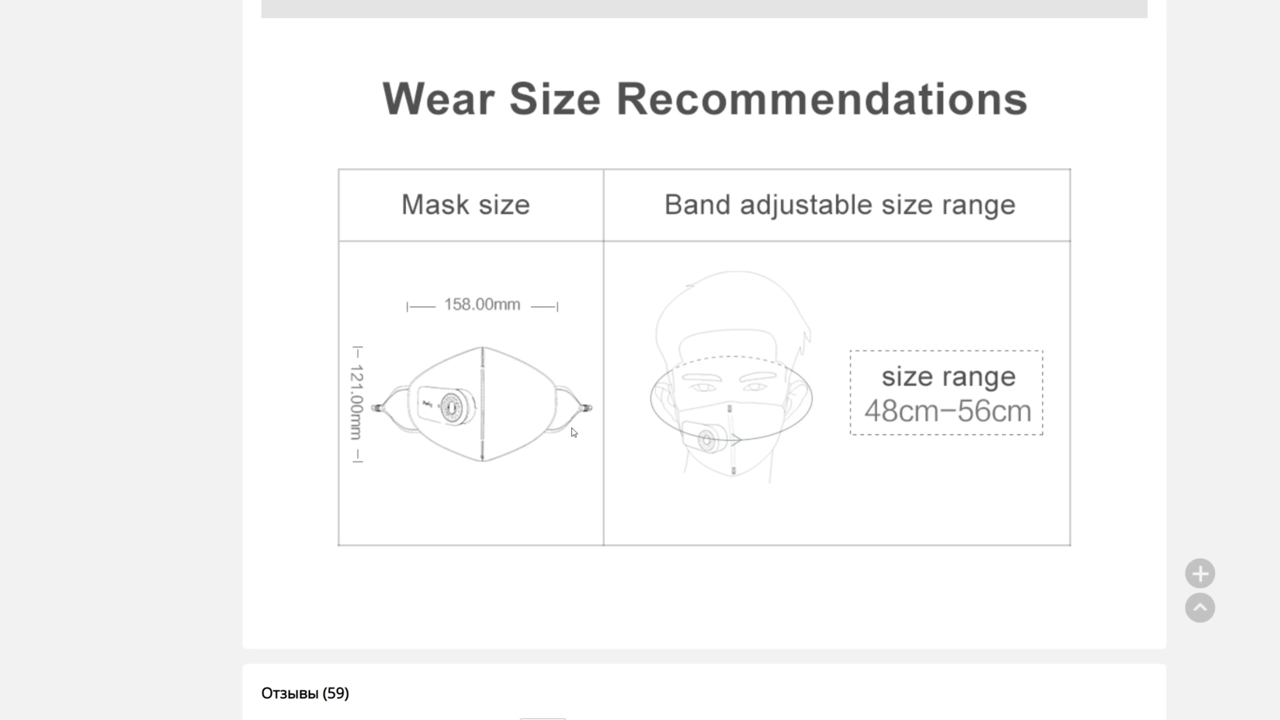 Wear Size Recommendations
Mask size
Band adjustable size range
158.00mm
121.00mm
size range
48cm–56cm
Отзывы (59)